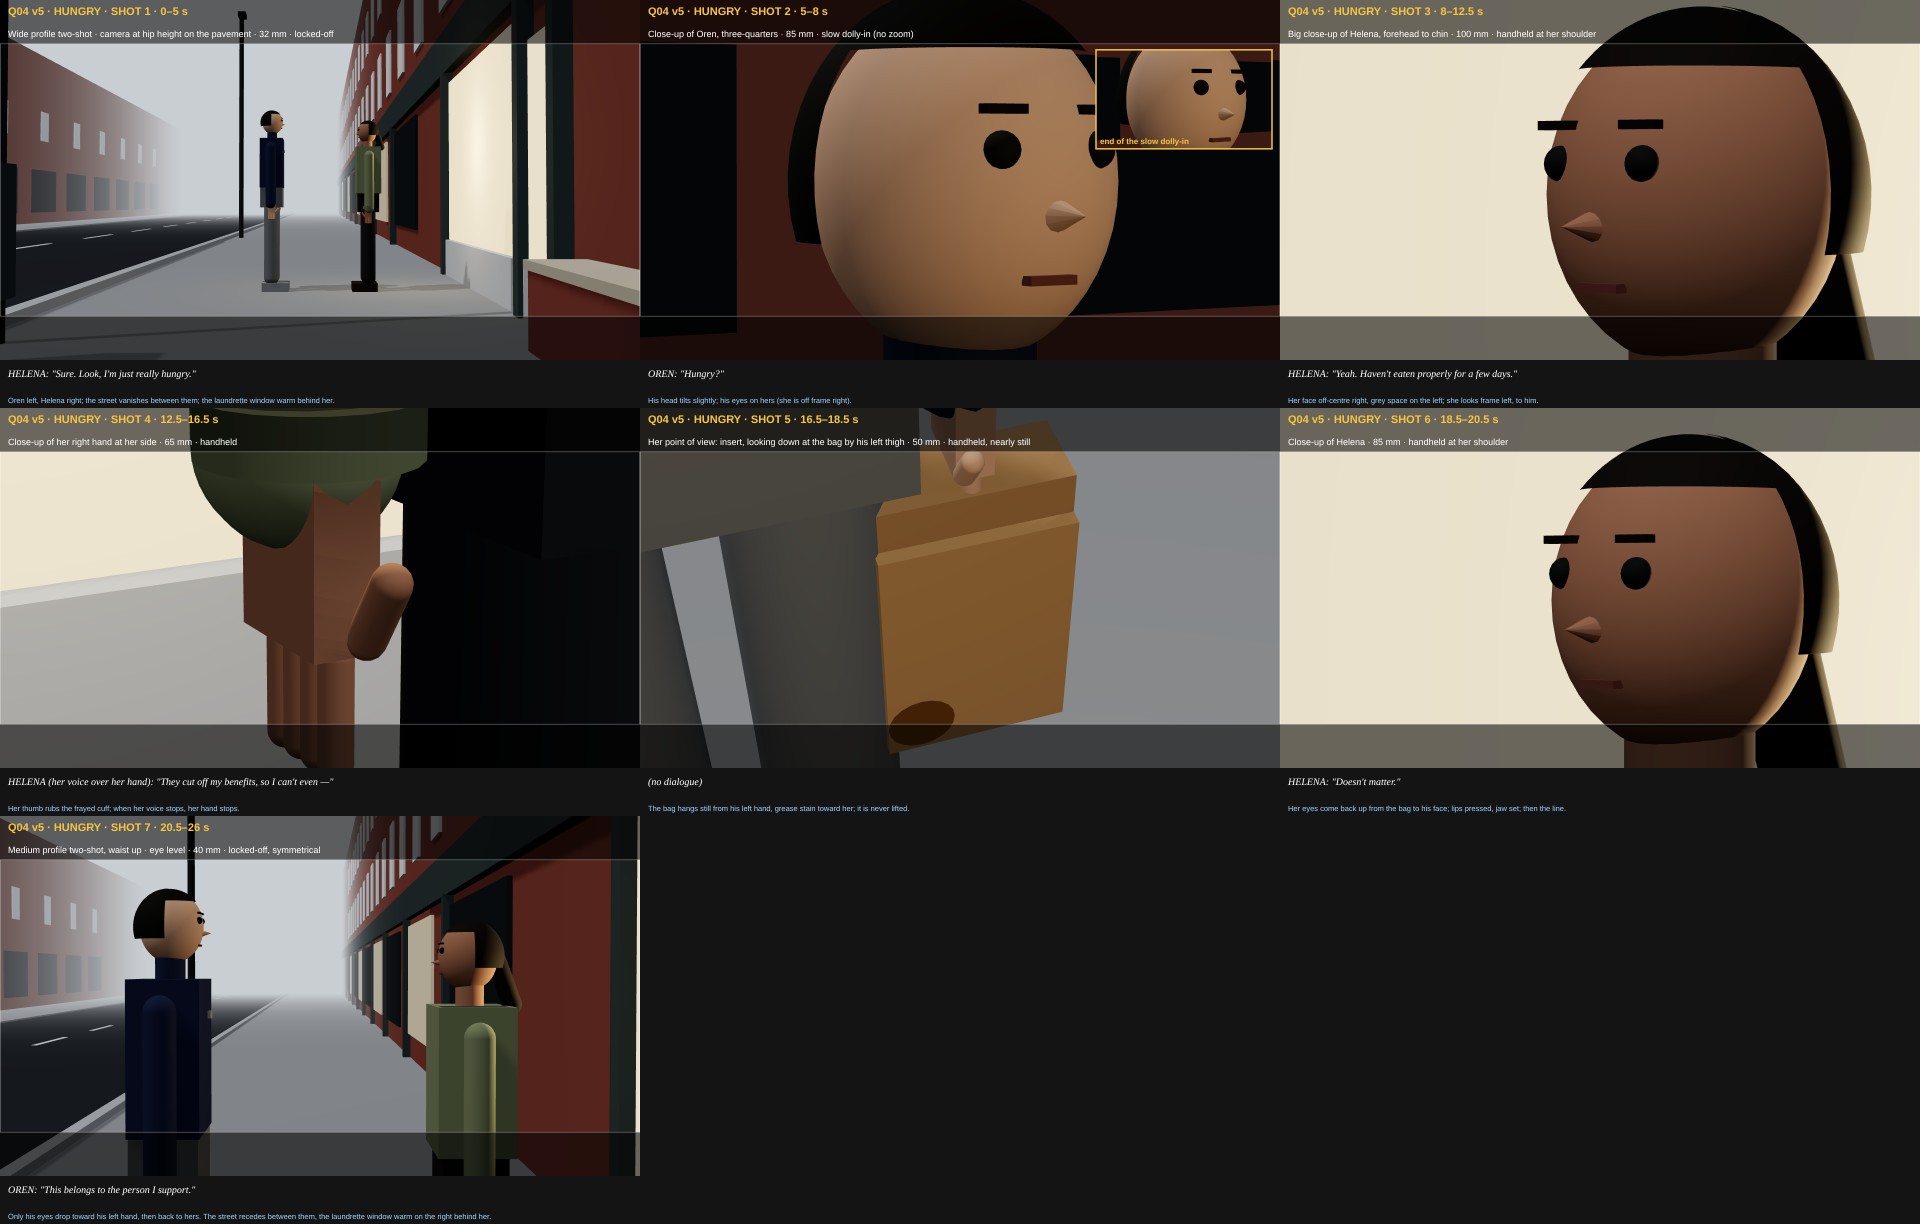 Q04 v5 · HUNGRY · SHOT 1 · 0–5 s
Wide profile two-shot · camera at hip height on the pavement · 32 mm · locked-off
HELENA: "Sure. Look, I'm just really hungry."
Oren left, Helena right; the street vanishes between them; the laundrette window warm behind her.
Q04 v5 · HUNGRY · SHOT 2 · 5–8 s
Close-up of Oren, three-quarters · 85 mm · slow dolly-in (no zoom)
end of the slow dolly-in
OREN: "Hungry?"
His head tilts slightly; his eyes on hers (she is off frame right).
Q04 v5 · HUNGRY · SHOT 3 · 8–12.5 s
Big close-up of Helena, forehead to chin · 100 mm · handheld at her shoulder
HELENA: "Yeah. Haven't eaten properly for a few days."
Her face off-centre right, grey space on the left; she looks frame left, to him.
Q04 v5 · HUNGRY · SHOT 4 · 12.5–16.5 s
Close-up of her right hand at her side · 65 mm · handheld
HELENA (her voice over her hand): "They cut off my benefits, so I can't even —"
Her thumb rubs the frayed cuff; when her voice stops, her hand stops.
Q04 v5 · HUNGRY · SHOT 5 · 16.5–18.5 s
Her point of view: insert, looking down at the bag by his left thigh · 50 mm · handheld, nearly still
(no dialogue)
The bag hangs still from his left hand, grease stain toward her; it is never lifted.
Q04 v5 · HUNGRY · SHOT 6 · 18.5–20.5 s
Close-up of Helena · 85 mm · handheld at her shoulder
HELENA: "Doesn't matter."
Her eyes come back up from the bag to his face; lips pressed, jaw set; then the line.
Q04 v5 · HUNGRY · SHOT 7 · 20.5–26 s
Medium profile two-shot, waist up · eye level · 40 mm · locked-off, symmetrical
OREN: "This belongs to the person I support."
Only his eyes drop toward his left hand, then back to hers. The street recedes between them, the laundrette window warm on the right behind her.